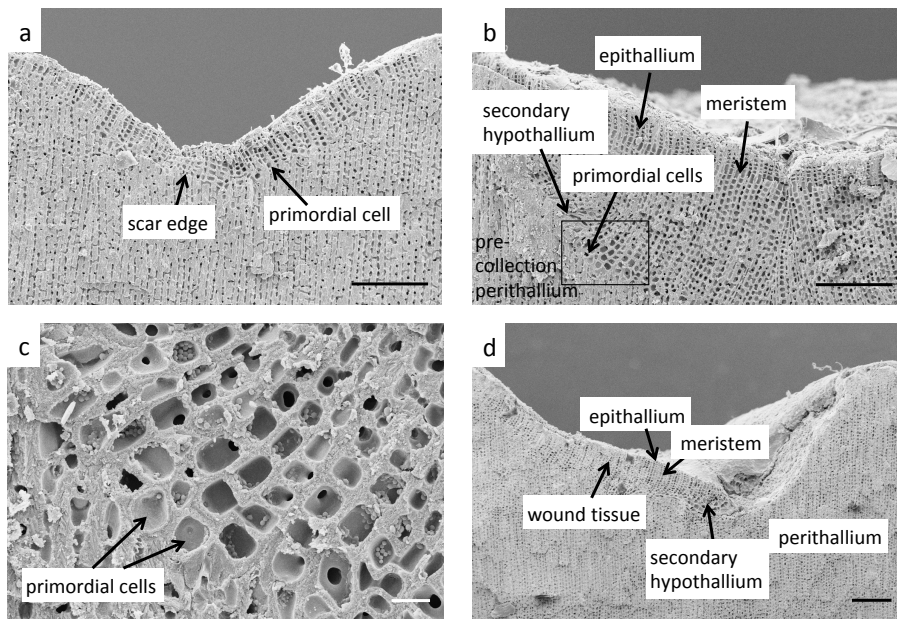 a
scar edge
primordial cell
b
epithallium
meristem
secondary
hypothallium
primordial cells
pre-
collection
perithallium
c
primordial cells
d
epithallium
meristem
wound tissue
secondary
hypothallium
perithallium